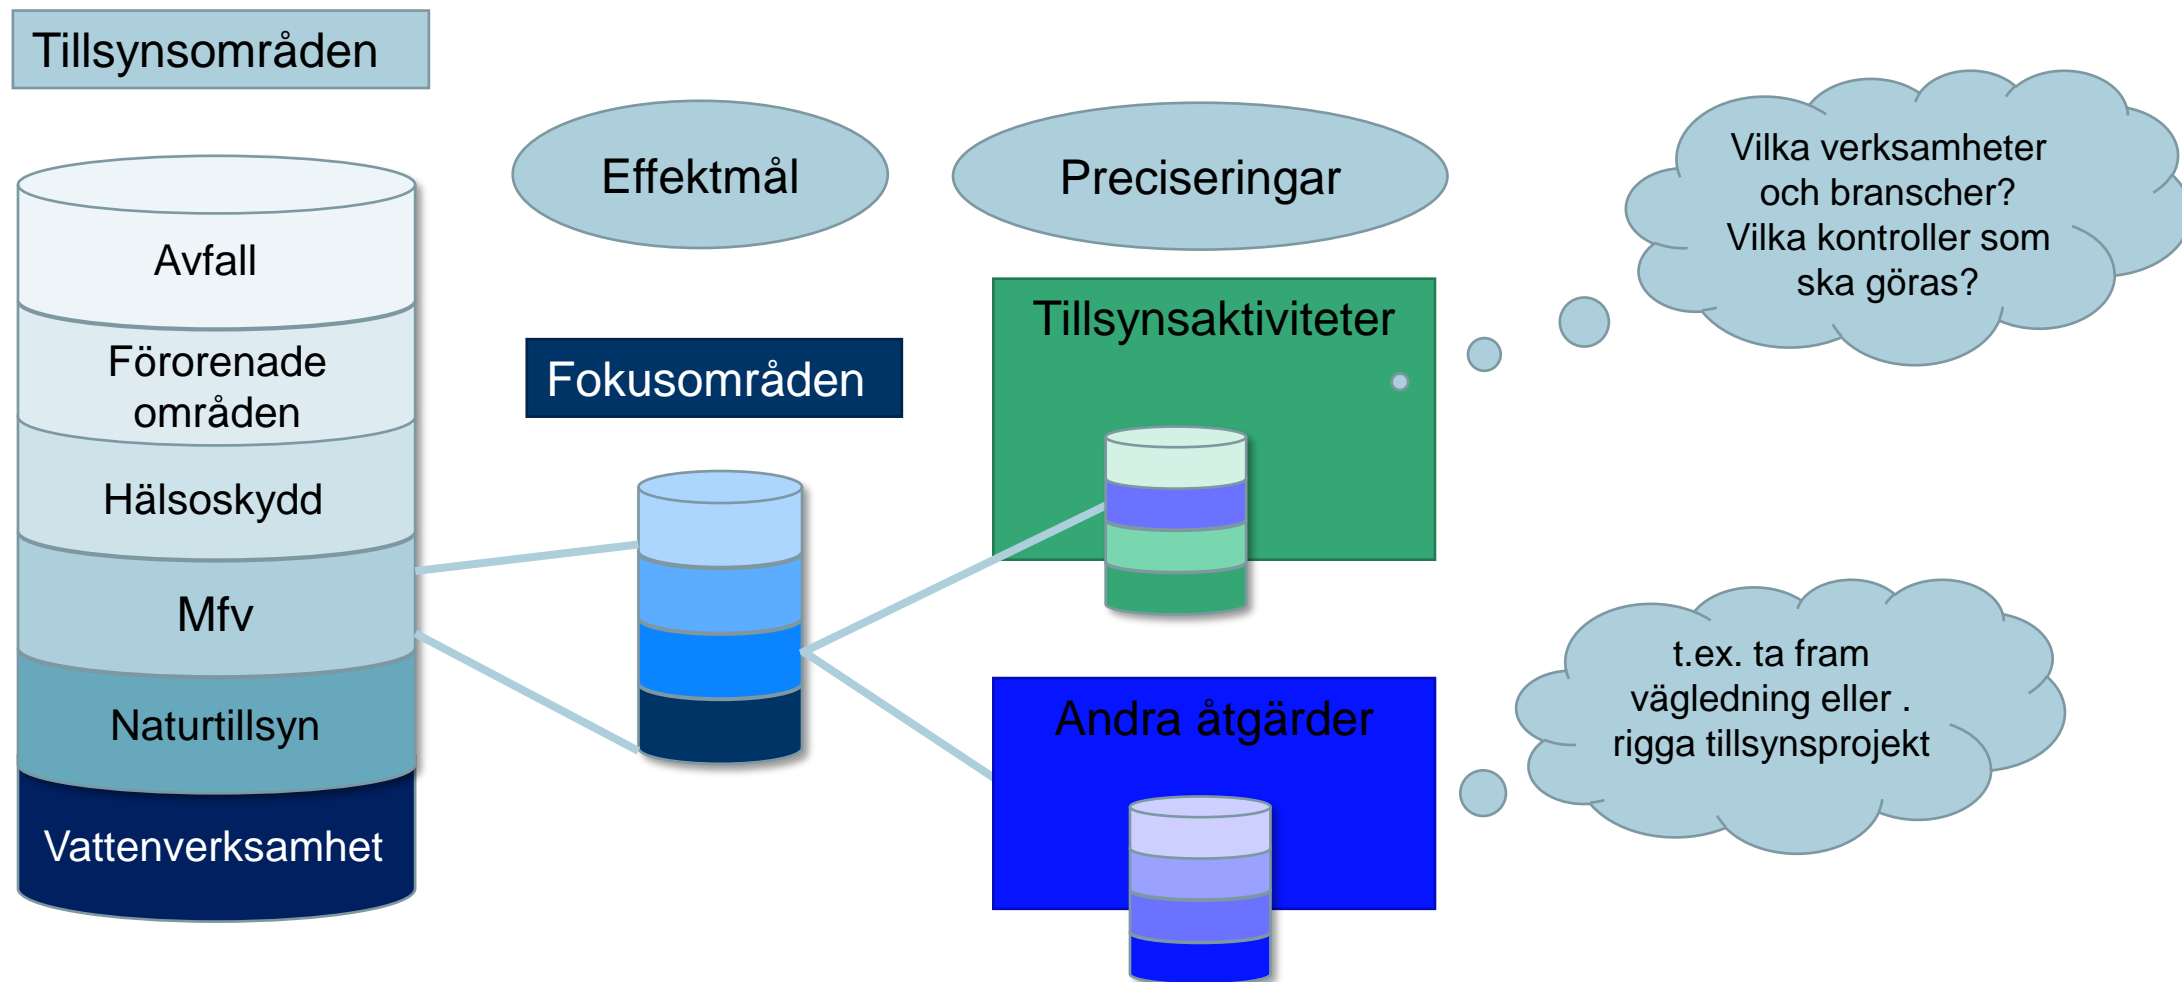 Tillsynsområden
Avfall
Förorenade
områden
Hälsoskydd
Mfv
Naturtillsyn
Vattenverksamhet
Effektmål
Fokusområden
Preciseringar
Tillsynsaktiviteter
Andra åtgärder
Vilka verksamheter
och branscher?
Vilka kontroller som
ska göras?
t.ex. ta fram
vägledning eller .
rigga tillsynsprojekt